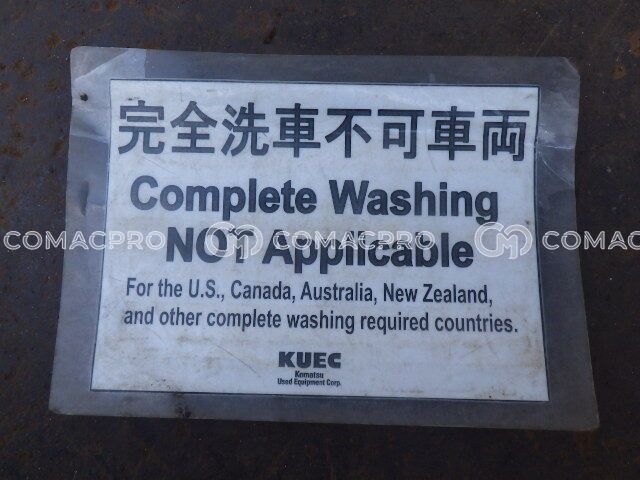 完全洗車不可車両
Complete Washing
NOT Applicable
COMACPRO COMACPRO COMACPRO
For the U.S., Canada, Australia, New Zealand,
and other complete washing required countries.
KUEC
Komatsu
Used Equipment Corp.